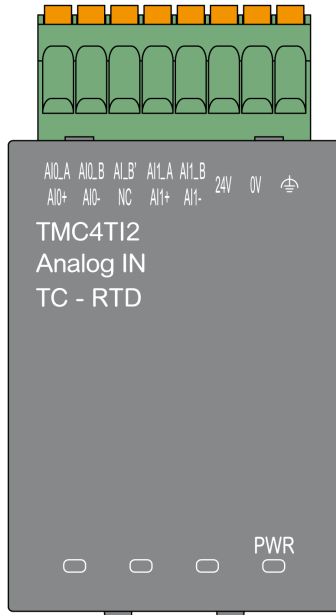 AI0_A AI0_B AI_B' AI1_A AI1_B 24V 0V
AI0+ AI0- NC AI1+ AI1-
TMC4TI2
Analog IN
TC - RTD
PWR